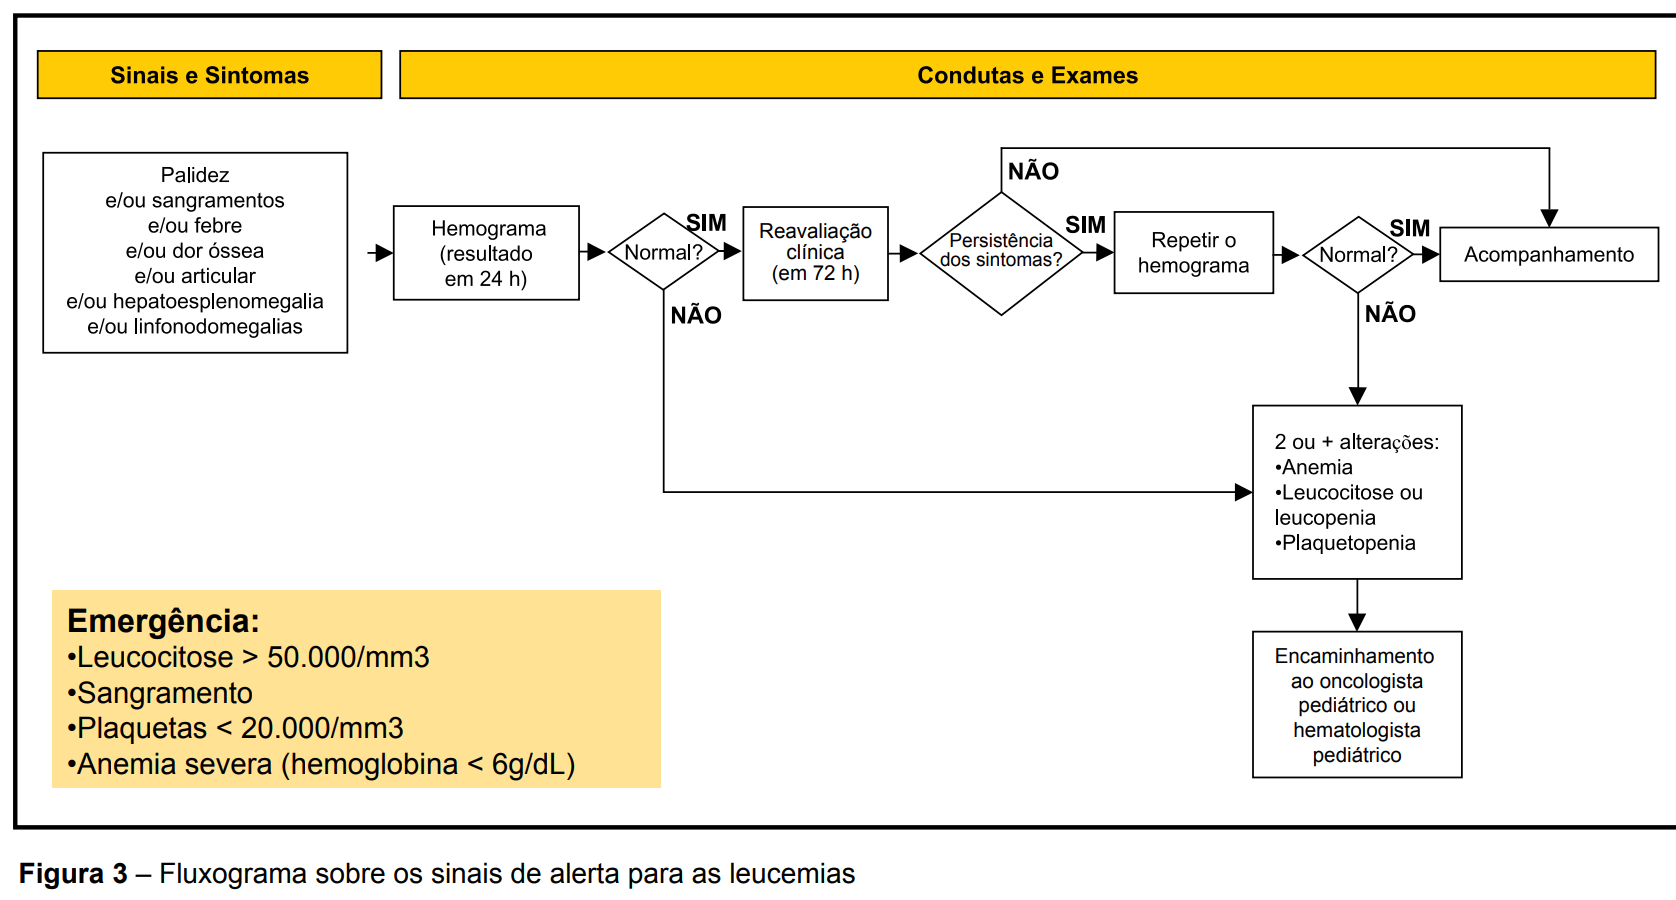 Sinais e Sintomas
Condutas e Exames
Palidez
e/ou sangramentos
e/ou febre
e/ou dor óssea
e/ou articular
e/ou hepatoesplenomegalia
e/ou linfonodomegalias
Hemograma
(resultado
em 24 h)
Normal?
SIM
NÃO
Reavaliação
clínica
(em 72 h)
Persistência
dos sintomas?
NÃO
SIM
Repetir o
hemograma
Normal?
SIM
NÃO
Acompanhamento
2 ou + alterações:
•Anemia
•Leucocitose ou
leucopenia
•Plaquetopenia
Encaminhamento
ao oncologista
pediátrico ou
hematologista
pediátrico
Emergência:
•Leucocitose > 50.000/mm3
•Sangramento
•Plaquetas < 20.000/mm3
•Anemia severa (hemoglobina < 6g/dL)
Figura 3 – Fluxograma sobre os sinais de alerta para as leucemias